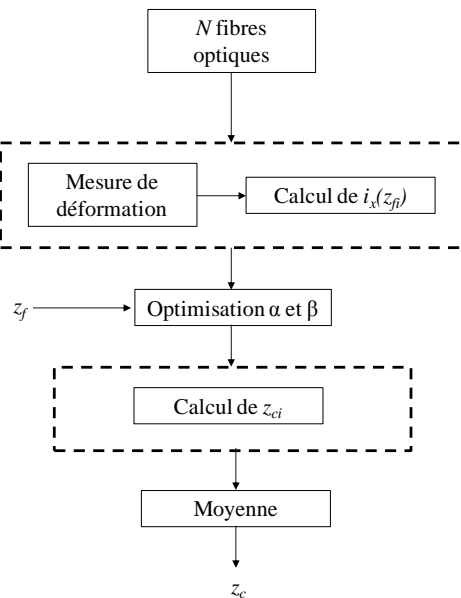 N fibres
optiques
Mesure de
déformation
Calcul de i_x(z_fi)
z_f
Optimisation α et β
Calcul de z_ci
Moyenne
z_c